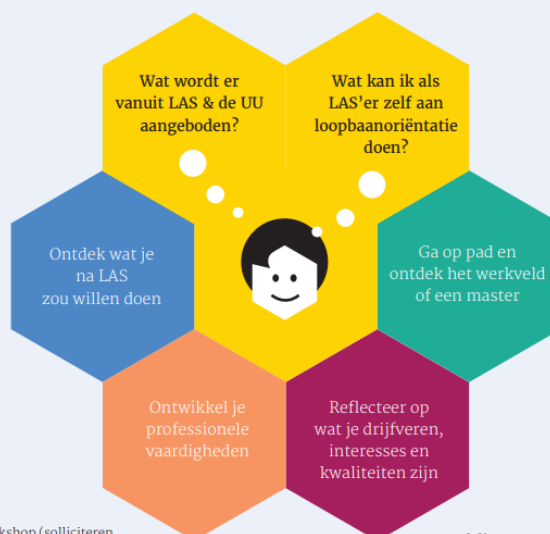 Wat wordt er
vanuit LAS & de UU
aangeboden?
Wat kan ik als
LAS'er zelf aan
loopbaanoriëntatie
doen?
Ontdek wat je
na LAS
zou willen doen
Ga op pad en
ontdek het werkveld
of een master
Ontwikkel je
professionele
vaardigheden
Reflecteer op
wat je drijfveren,
interesses en
kwaliteiten zijn
(solliciteren